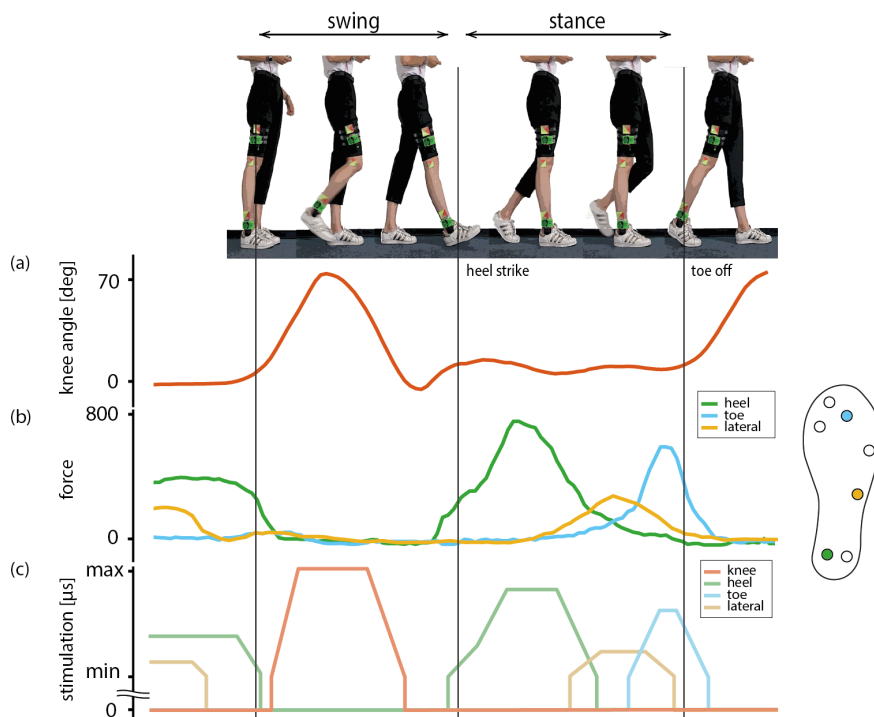 swing
stance
(a)
heel strike
toe off
knee angle [deg]
70
0
(b)
force
800
0
heel
toe
lateral
(c)
stimulation [µs]
max
min
0
knee
heel
toe
lateral